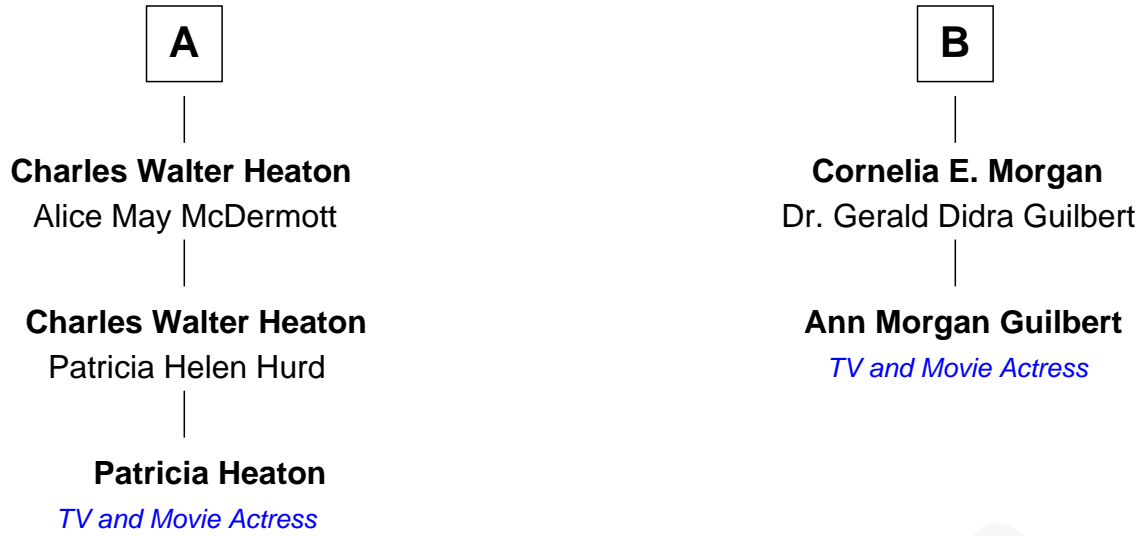 A
Charles Walter Heaton
Alice May McDermott
Charles Walter Heaton
Patricia Helen Hurd
Patricia Heaton
TV and Movie Actress
B
Cornelia E. Morgan
Dr. Gerald Didra Guilbert
Ann Morgan Guilbert
TV and Movie Actress